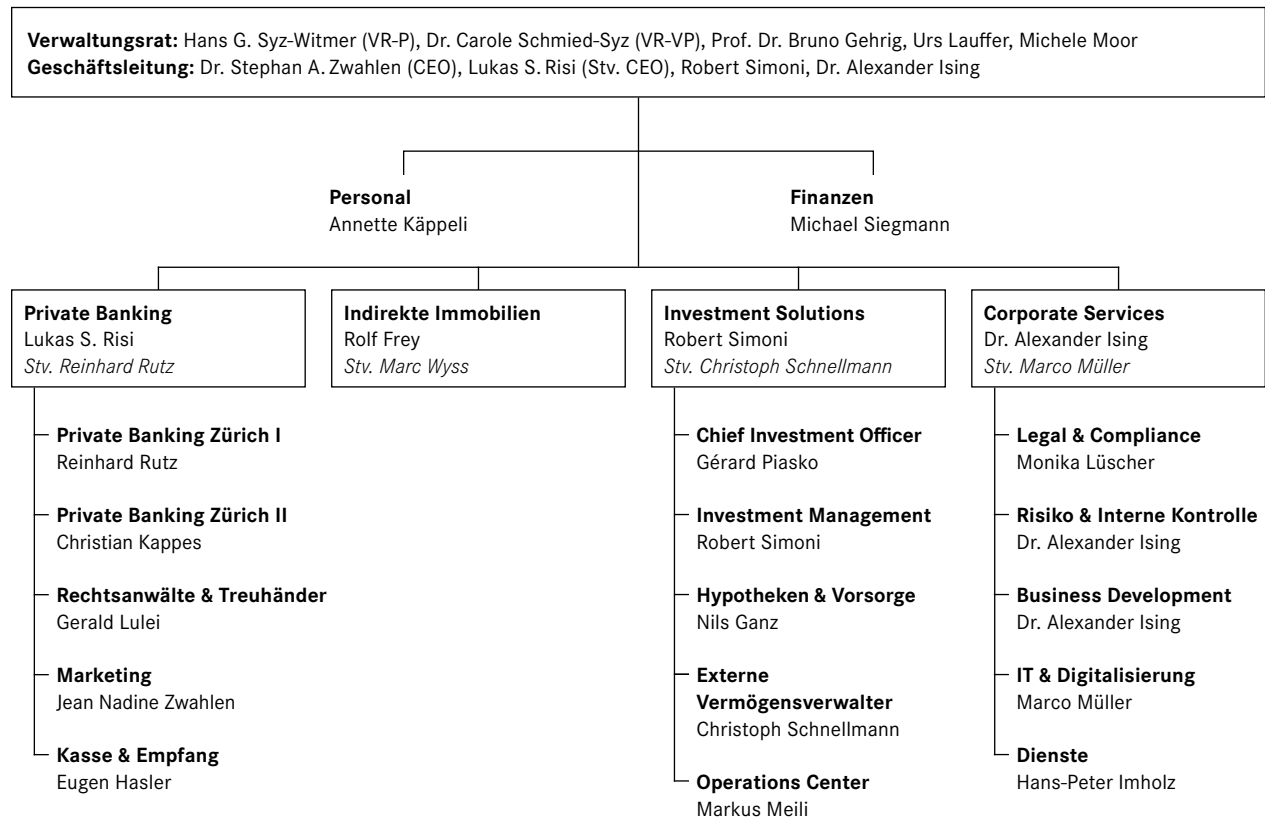 Verwaltungsrat: Hans G. Syz-Witmer (VR-P), Dr. Carole Schmied-Syz (VR-VP), Prof. Dr. Bruno Gehrig, Urs Lauffer, Michele Moor
Geschäftsleitung: Dr. Stephan A. Zwahlen (CEO), Lukas S. Risi (Stv. CEO), Robert Simoni, Dr. Alexander Ising
Personal
Annette Käppeli
Finanzen
Michael Siegmann
Private Banking
Lukas S. Risi
Stv. Reinhard Rutz
Indirekte Immobilien
Rolf Frey
Stv. Marc Wyss
Investment Solutions
Robert Simoni
Stv. Christoph Schnellmann
Corporate Services
Dr. Alexander Ising
Stv. Marco Müller
Private Banking Zürich I
Reinhard Rutz
Private Banking Zürich II
Christian Kappes
Rechtsanwälte & Treuhänder
Gerald Lulei
Marketing
Jean Nadine Zwahlen
Kasse & Empfang
Eugen Hasler
Chief Investment Officer
Gérard Piasko
Investment Management
Robert Simoni
Hypotheken & Vorsorge
Nils Ganz
Externe
Vermögensverwalter
Christoph Schnellmann
Operations Center
Markus Meili
Legal & Compliance
Monika Lüscher
Risiko & Interne Kontrolle
Dr. Alexander Ising
Business Development
Dr. Alexander Ising
IT & Digitalisierung
Marco Müller
Dienste
Hans-Peter Imholz